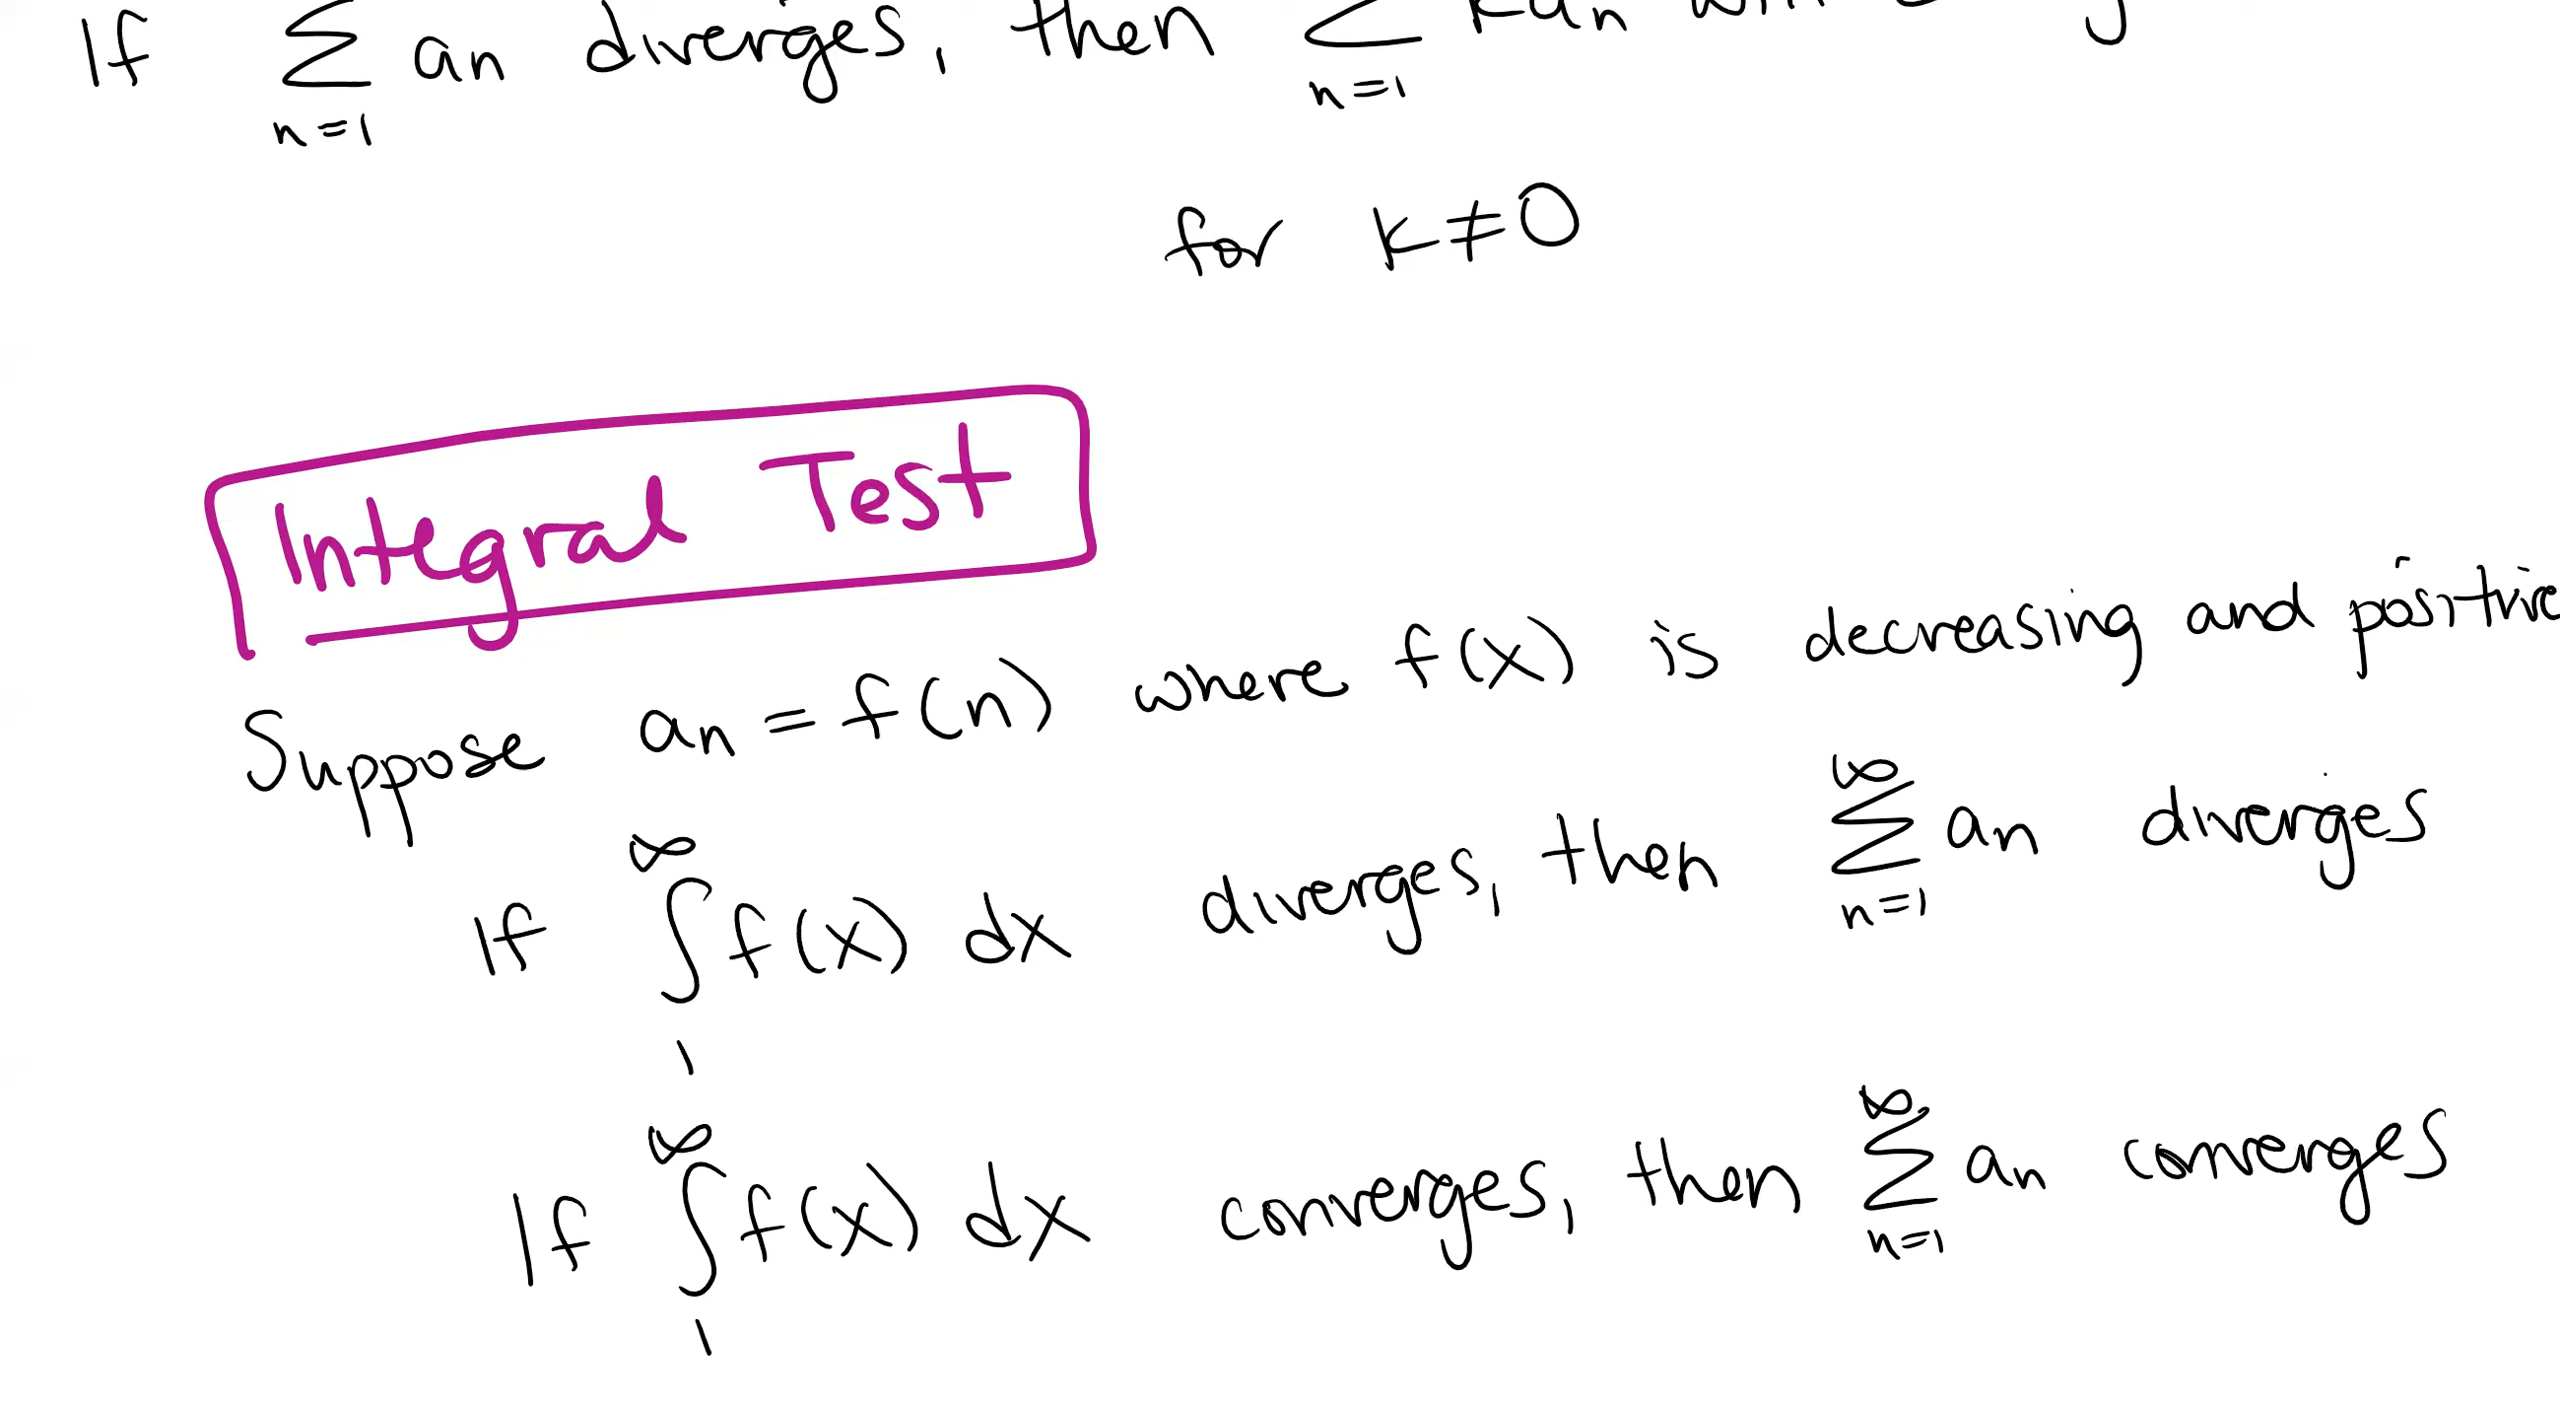 If ∑ an diverges, then ∑ kan
n=1 n=1
for k≠0
Integral Test
Suppose an = f(n) where f(x) is decreasing and positive
If ∫₁^∞ f(x) dx diverges, then ∑_{n=1}^∞ an diverges
If ∫₁^∞ f(x) dx converges, then ∑_{n=1}^∞ an converges